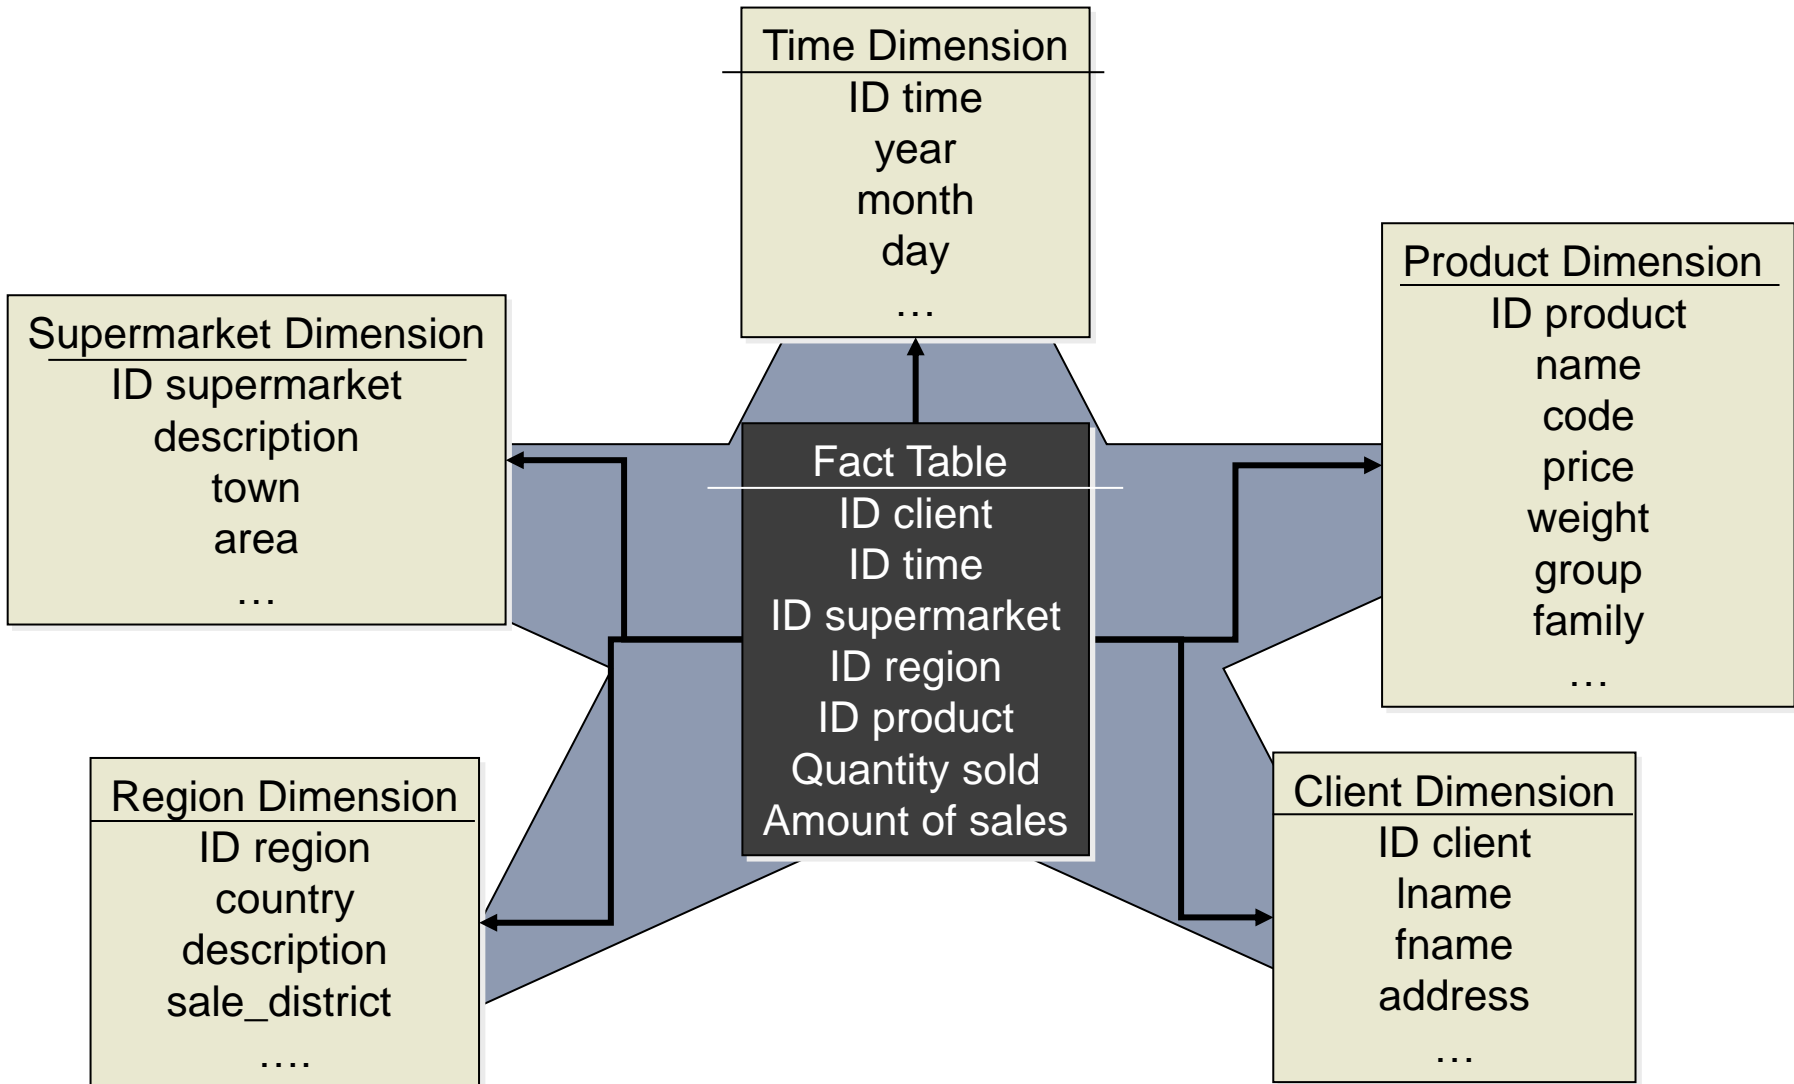 Time Dimension
ID time
year
month
day
…
Supermarket Dimension
ID supermarket
description
town
area
…
Fact Table
ID client
ID time
ID supermarket
ID region
ID product
Quantity sold
Amount of sales
Product Dimension
ID product
name
code
price
weight
group
family
…
Region Dimension
ID region
country
description
sale_district
….
Client Dimension
ID client
lname
fname
address
…